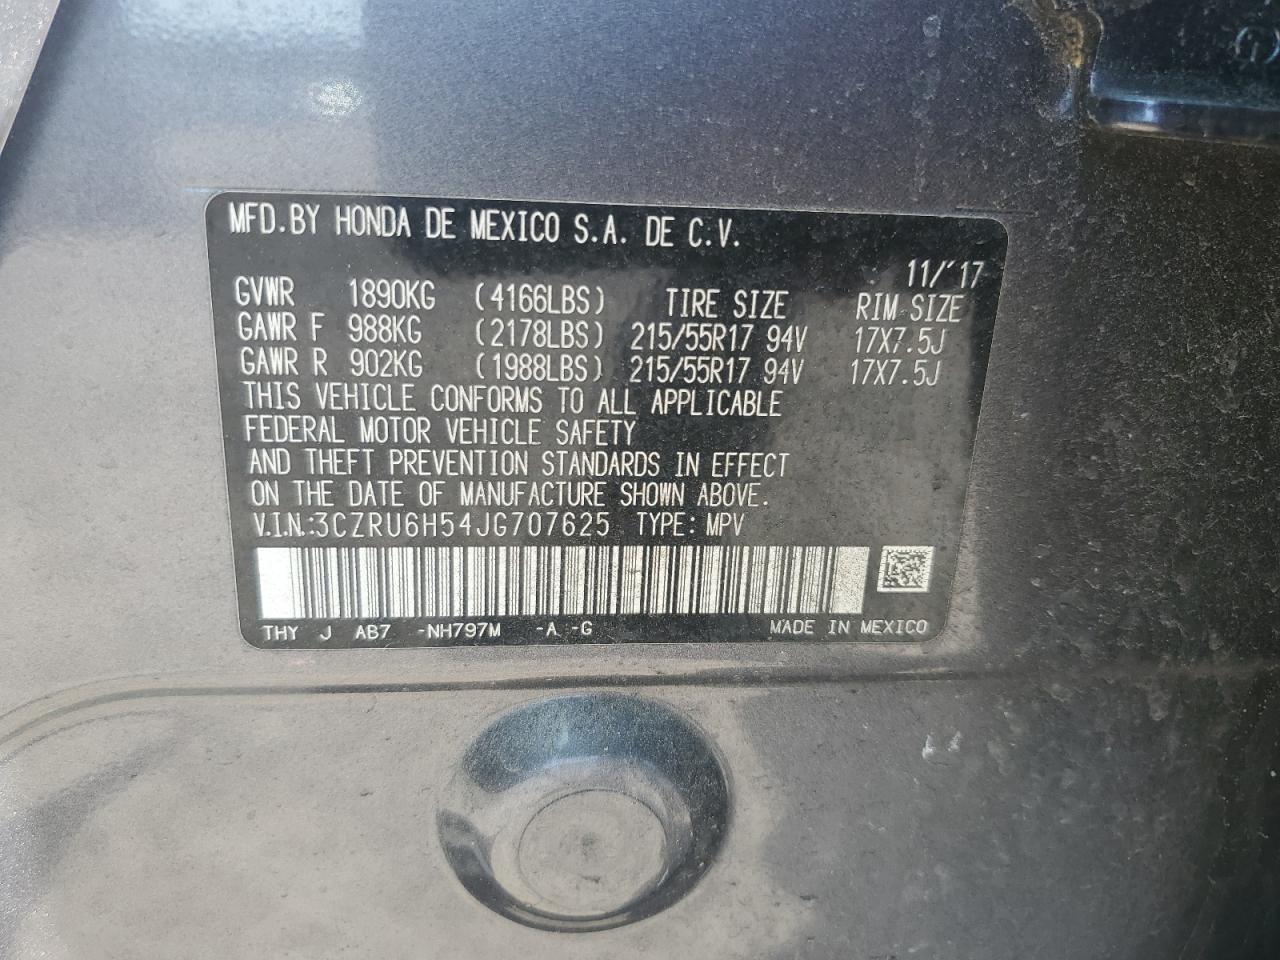 MFD.BY HONDA DE MEXICO S.A. DE C.V.
11/'17
GVWR 1890KG (4166LBS) TIRE SIZE RIM SIZE
GAWR F 988KG (2178LBS) 215/55R17 94V 17X7.5J
GAWR R 902KG (1988LBS) 215/55R17 94V 17X7.5J
THIS VEHICLE CONFORMS TO ALL APPLICABLE
FEDERAL MOTOR VEHICLE SAFETY
AND THEFT PREVENTION STANDARDS IN EFFECT
ON THE DATE OF MANUFACTURE SHOWN ABOVE.
V.I.N.:3CZRU6H54JG707625 TYPE: MPV
THY J AB7 -NH797M -A -G MADE IN MEXICO